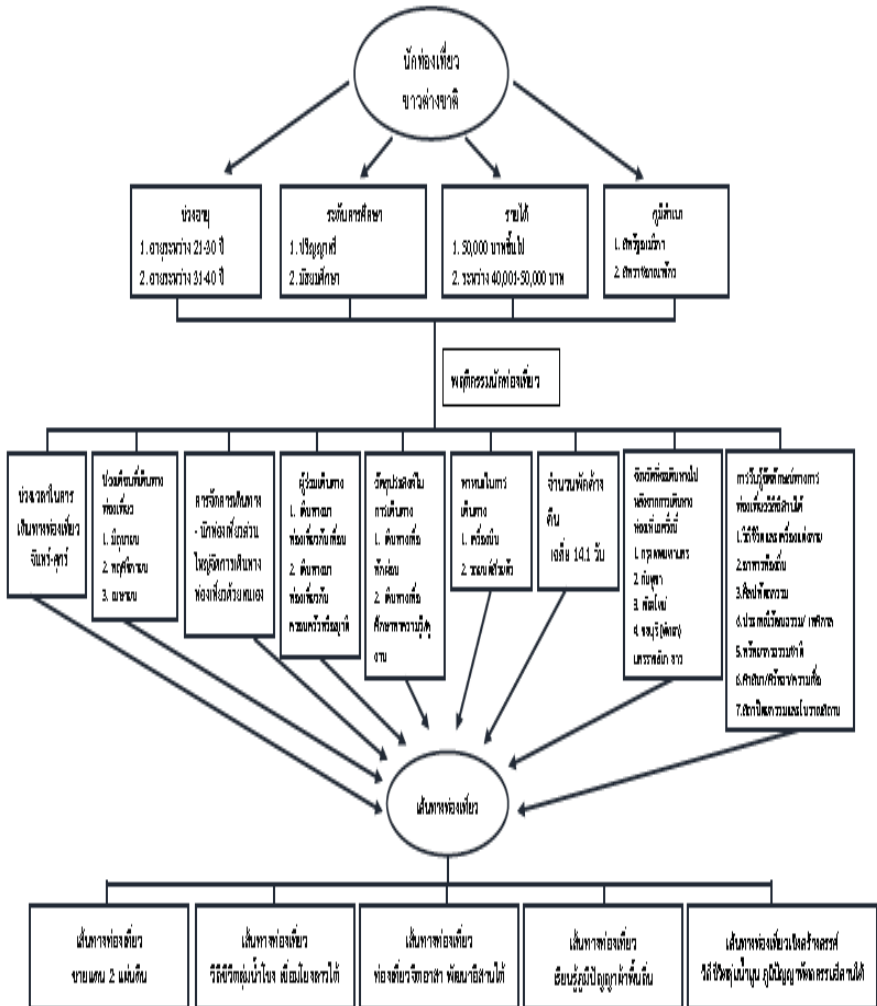 นักท่องเที่ยว
ชาวต่างชาติ
ช่วงอายุ
1. อายุระหว่าง 21-30 ปี
2. อายุระหว่าง 31-40 ปี
ระดับการศึกษา
1. ปริญญาตรี
2. มัธยมศึกษา
รายได้
1. 50,000 บาทขึ้นไป
2. ระหว่าง 40,001-50,000 บาท
ภูมิลำเนา
1. สหรัฐอเมริกา
2. สหราชอาณาจักร
พฤติกรรมนักท่องเที่ยว
ช่วงเวลาในการ
เดินทางท่องเที่ยว
จันทร์-ศุกร์
ช่วงเดือนที่เดินทาง
ท่องเที่ยว
1. มิถุนายน
2. พฤศจิกายน
3. เมษายน
การจัดการเดินทาง
- นักท่องเที่ยวส่วน
ใหญ่จัดการเดินทาง
ท่องเที่ยวด้วยตนเอง
ผู้ร่วมเดินทาง
1. เดินทางมา
ท่องเที่ยวกับเพื่อน
2. เดินทางมา
ท่องเที่ยวกับ
ครอบครัวหรือญาติ
วัตถุประสงค์ใน
การเดินทาง
1. เดินทางเพื่อ
พักผ่อน
2. เดินทางเพื่อ
ศึกษาหาความรู้/ดู
งาน
พาหนะในการ
เดินทาง
1. เครื่องบิน
2. รถยนต์ส่วนตัว
จำนวนพักค้าง
คืน
เฉลี่ย 14.1 วัน
จังหวัดที่จะเดินทางไป
หลังจากการเดินทาง
ท่องเที่ยวครั้งนี้
1. กรุงเทพมหานคร
2. กัมพูชา
3. เชียงใหม่
4. ชลบุรี (พัทยา)
นครราชสีมา ลาว
การรับรู้อัตลักษณ์ทางการ
ท่องเที่ยววิถีอีสานใต้
1.วิถีชีวิตและเครื่องแต่งกาย
2.อาหารท้องถิ่น
3.ศิลปหัตถกรรม
4.ประเพณีวัฒนธรรม/ เทศกาล
5.ทรัพยากรธรรมชาติ
6.ศาสนา/ศรัทธา/ความเชื่อ
7.สถาปัตยกรรมและโบราณสถาน
เส้นทางท่องเที่ยว
เส้นทางท่องเที่ยว
ชายแดน 2 แผ่นดิน
เส้นทางท่องเที่ยว
วิถีชีวิตลุ่มน้ำโขง เชื่อมโยงลาวใต้
เส้นทางท่องเที่ยว
ท่องเที่ยวจิตอาสา พัฒนาอีสานใต้
เส้นทางท่องเที่ยว
เรียนรู้ภูมิปัญญาผ้าพื้นถิ่น
เส้นทางท่องเที่ยวเชิงสร้างสรรค์
วิถีชีวิตลุ่มน้ำมูน ภูมิปัญญาหัตถกรรมอีสานใต้